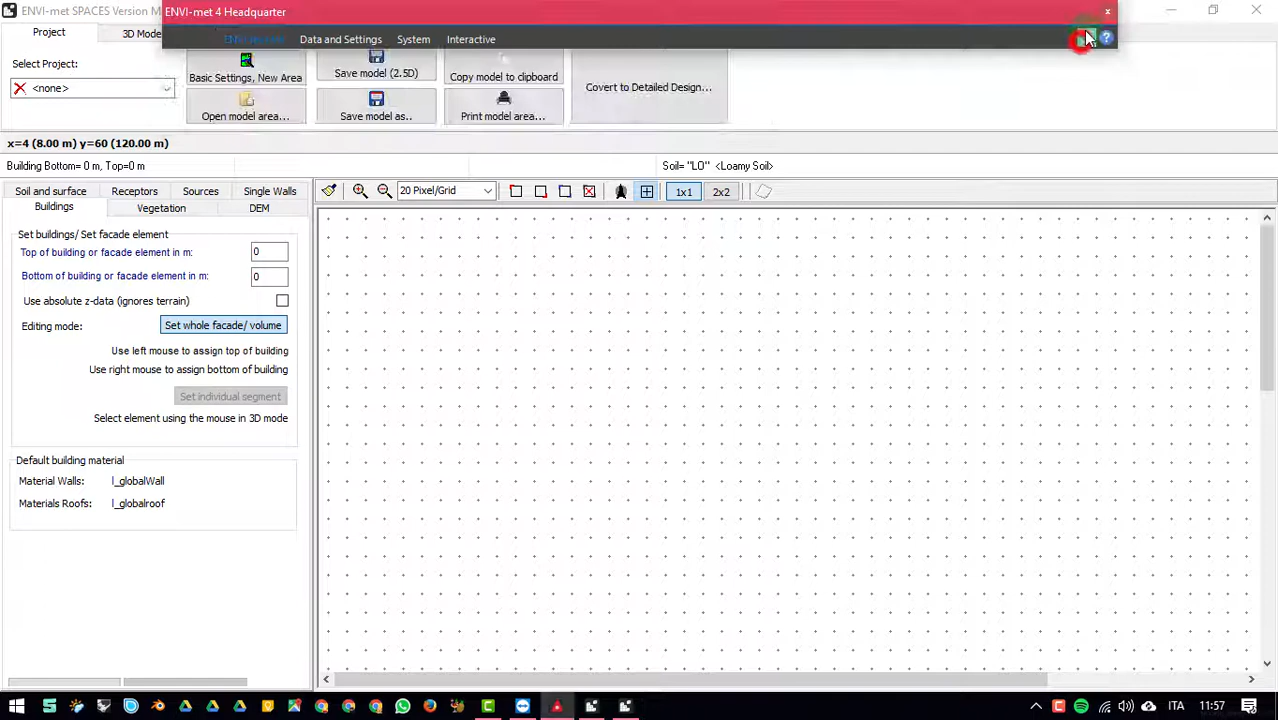 ENVI-met SPACES Version M
ENVI-met 4 Headquarter
x
Project
3D Mode
Data and Settings
System
Interactive
?
Select Project:
<none>
Basic Settings, New Area
Open model area...
Save model (2.5D)
Save model as..
Copy model to clipboard
Print model area...
Covert to Detailed Design...
x=4 (8.00 m) y=60 (120.00 m)
Building Bottom= 0 m, Top=0 m
Soil= "LO" <Loamy Soil>
Soil and surface
Receptors
Sources
Single Walls
Buildings
Vegetation
DEM
20 Pixel/Grid
1x1
2x2
Set buildings/ Set facade element
Top of building or facade element in m:
0
Bottom of building or facade element in m:
0
Use absolute z-data (ignores terrain)
Editing mode:
Set whole facade/ volume
Use left mouse to assign top of building
Use right mouse to assign bottom of building
Set individual segment
Select element using the mouse in 3D mode
Default building material
Material Walls:
l_globalWall
Materials Roofs:
l_globalroof
ITA
11:57